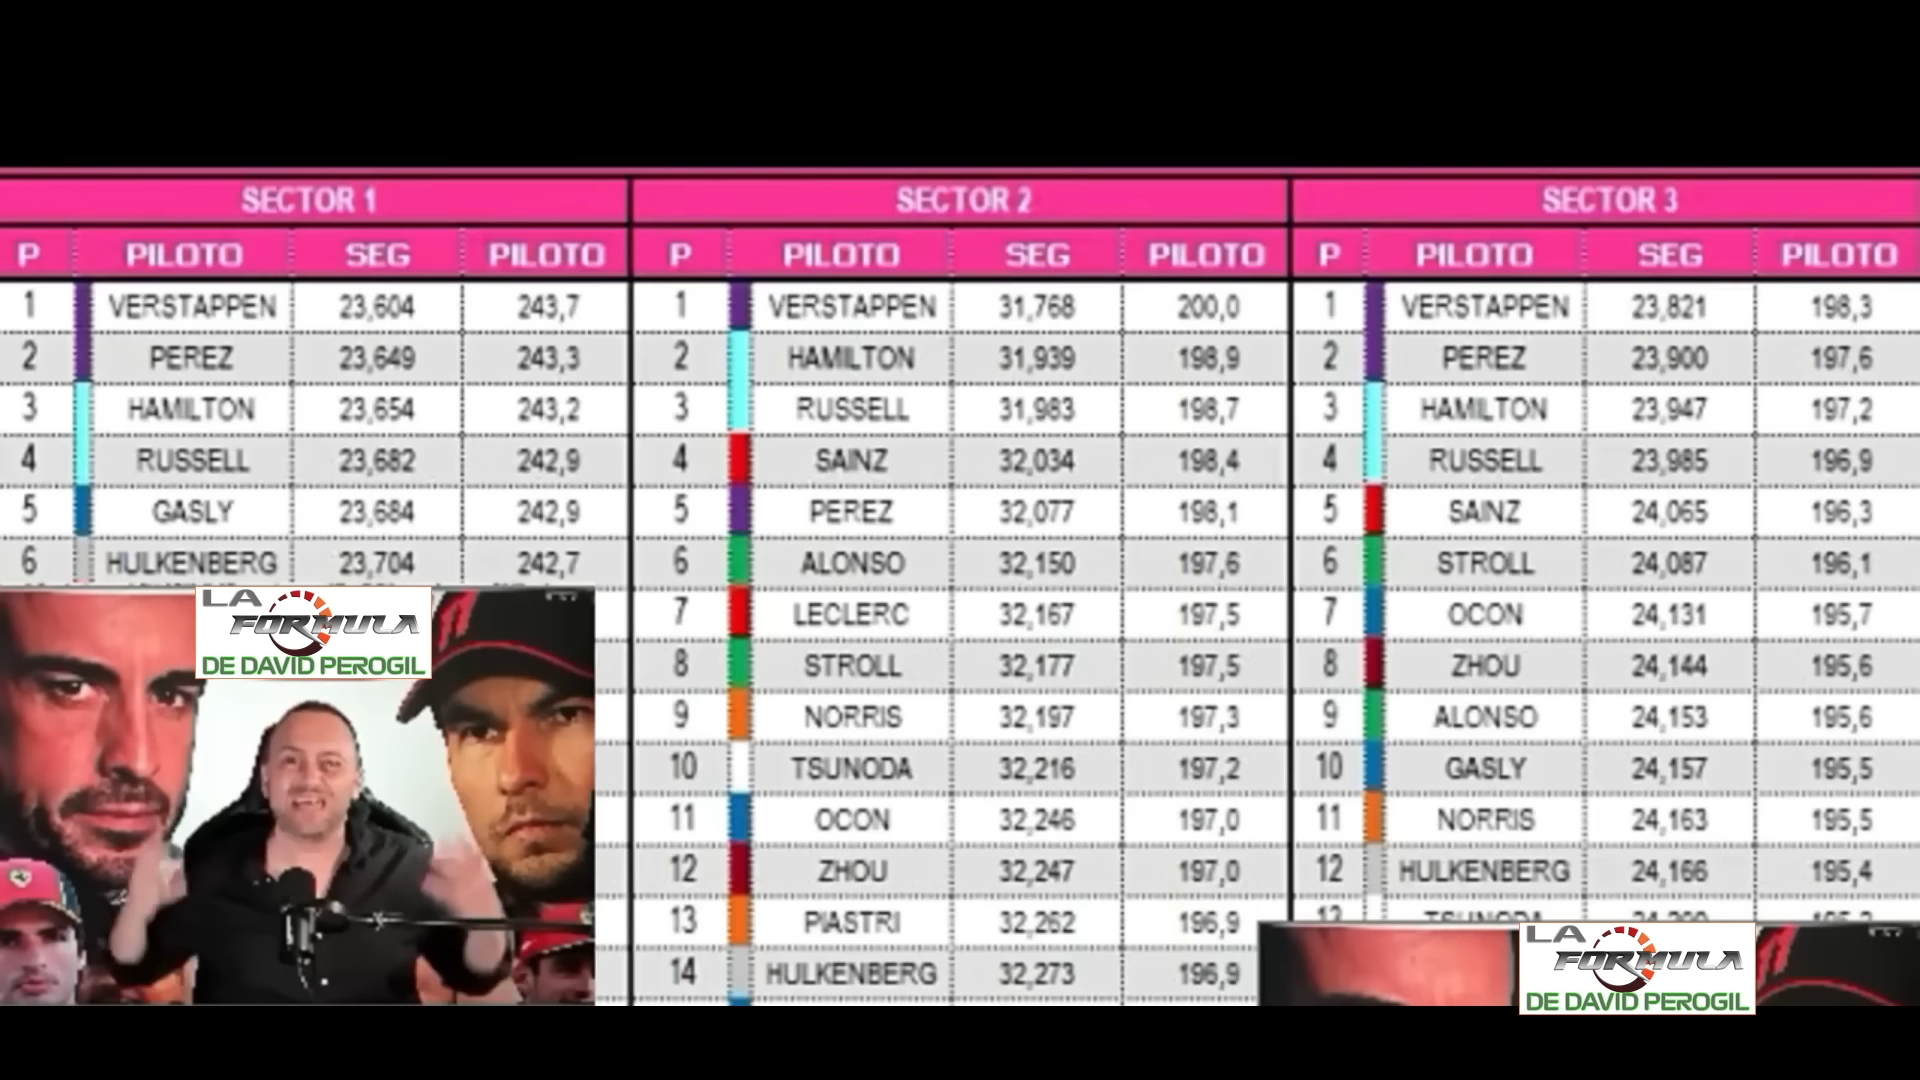 SECTOR 1 SECTOR 2 SECTOR 3
P PILOTO SEG PILOTO P PILOTO SEG PILOTO P PILOTO SEG PILOTO
1 VERSTAPPEN 23,604 243,7 1 VERSTAPPEN 31,768 200,0 1 VERSTAPPEN 23,821 198,3
2 PEREZ 23,649 243,3 2 HAMILTON 31,939 198,9 2 PEREZ 23,900 197,6
3 HAMILTON 23,654 243,2 3 RUSSELL 31,983 198,7 3 HAMILTON 23,947 197,2
4 RUSSELL 23,682 242,9 4 SAINZ 32,034 198,4 4 RUSSELL 23,985 196,9
5 GASLY 23,684 242,9 5 PEREZ 32,077 198,1 5 SAINZ 24,065 196,3
6 HULKENBERG 23,704 242,7 6 ALONSO 32,150 197,6 6 STROLL 24,087 196,1
7 LECLERC 32,167 197,5 7 OCON 24,131 195,7
8 STROLL 32,177 197,5 8 ZHOU 24,144 195,6
9 NORRIS 32,197 197,3 9 ALONSO 24,153 195,6
10 TSUNODA 32,216 197,2 10 GASLY 24,157 195,5
11 OCON 32,246 197,0 11 NORRIS 24,163 195,5
12 ZHOU 32,247 197,0 12 HULKENBERG 24,166 195,4
13 PIASTRI 32,262 196,9
14 HULKENBERG 32,273 196,9
LA
FORMULA
DE DAVID PEROGIL
LA
FORMULA
DE DAVID PEROGIL